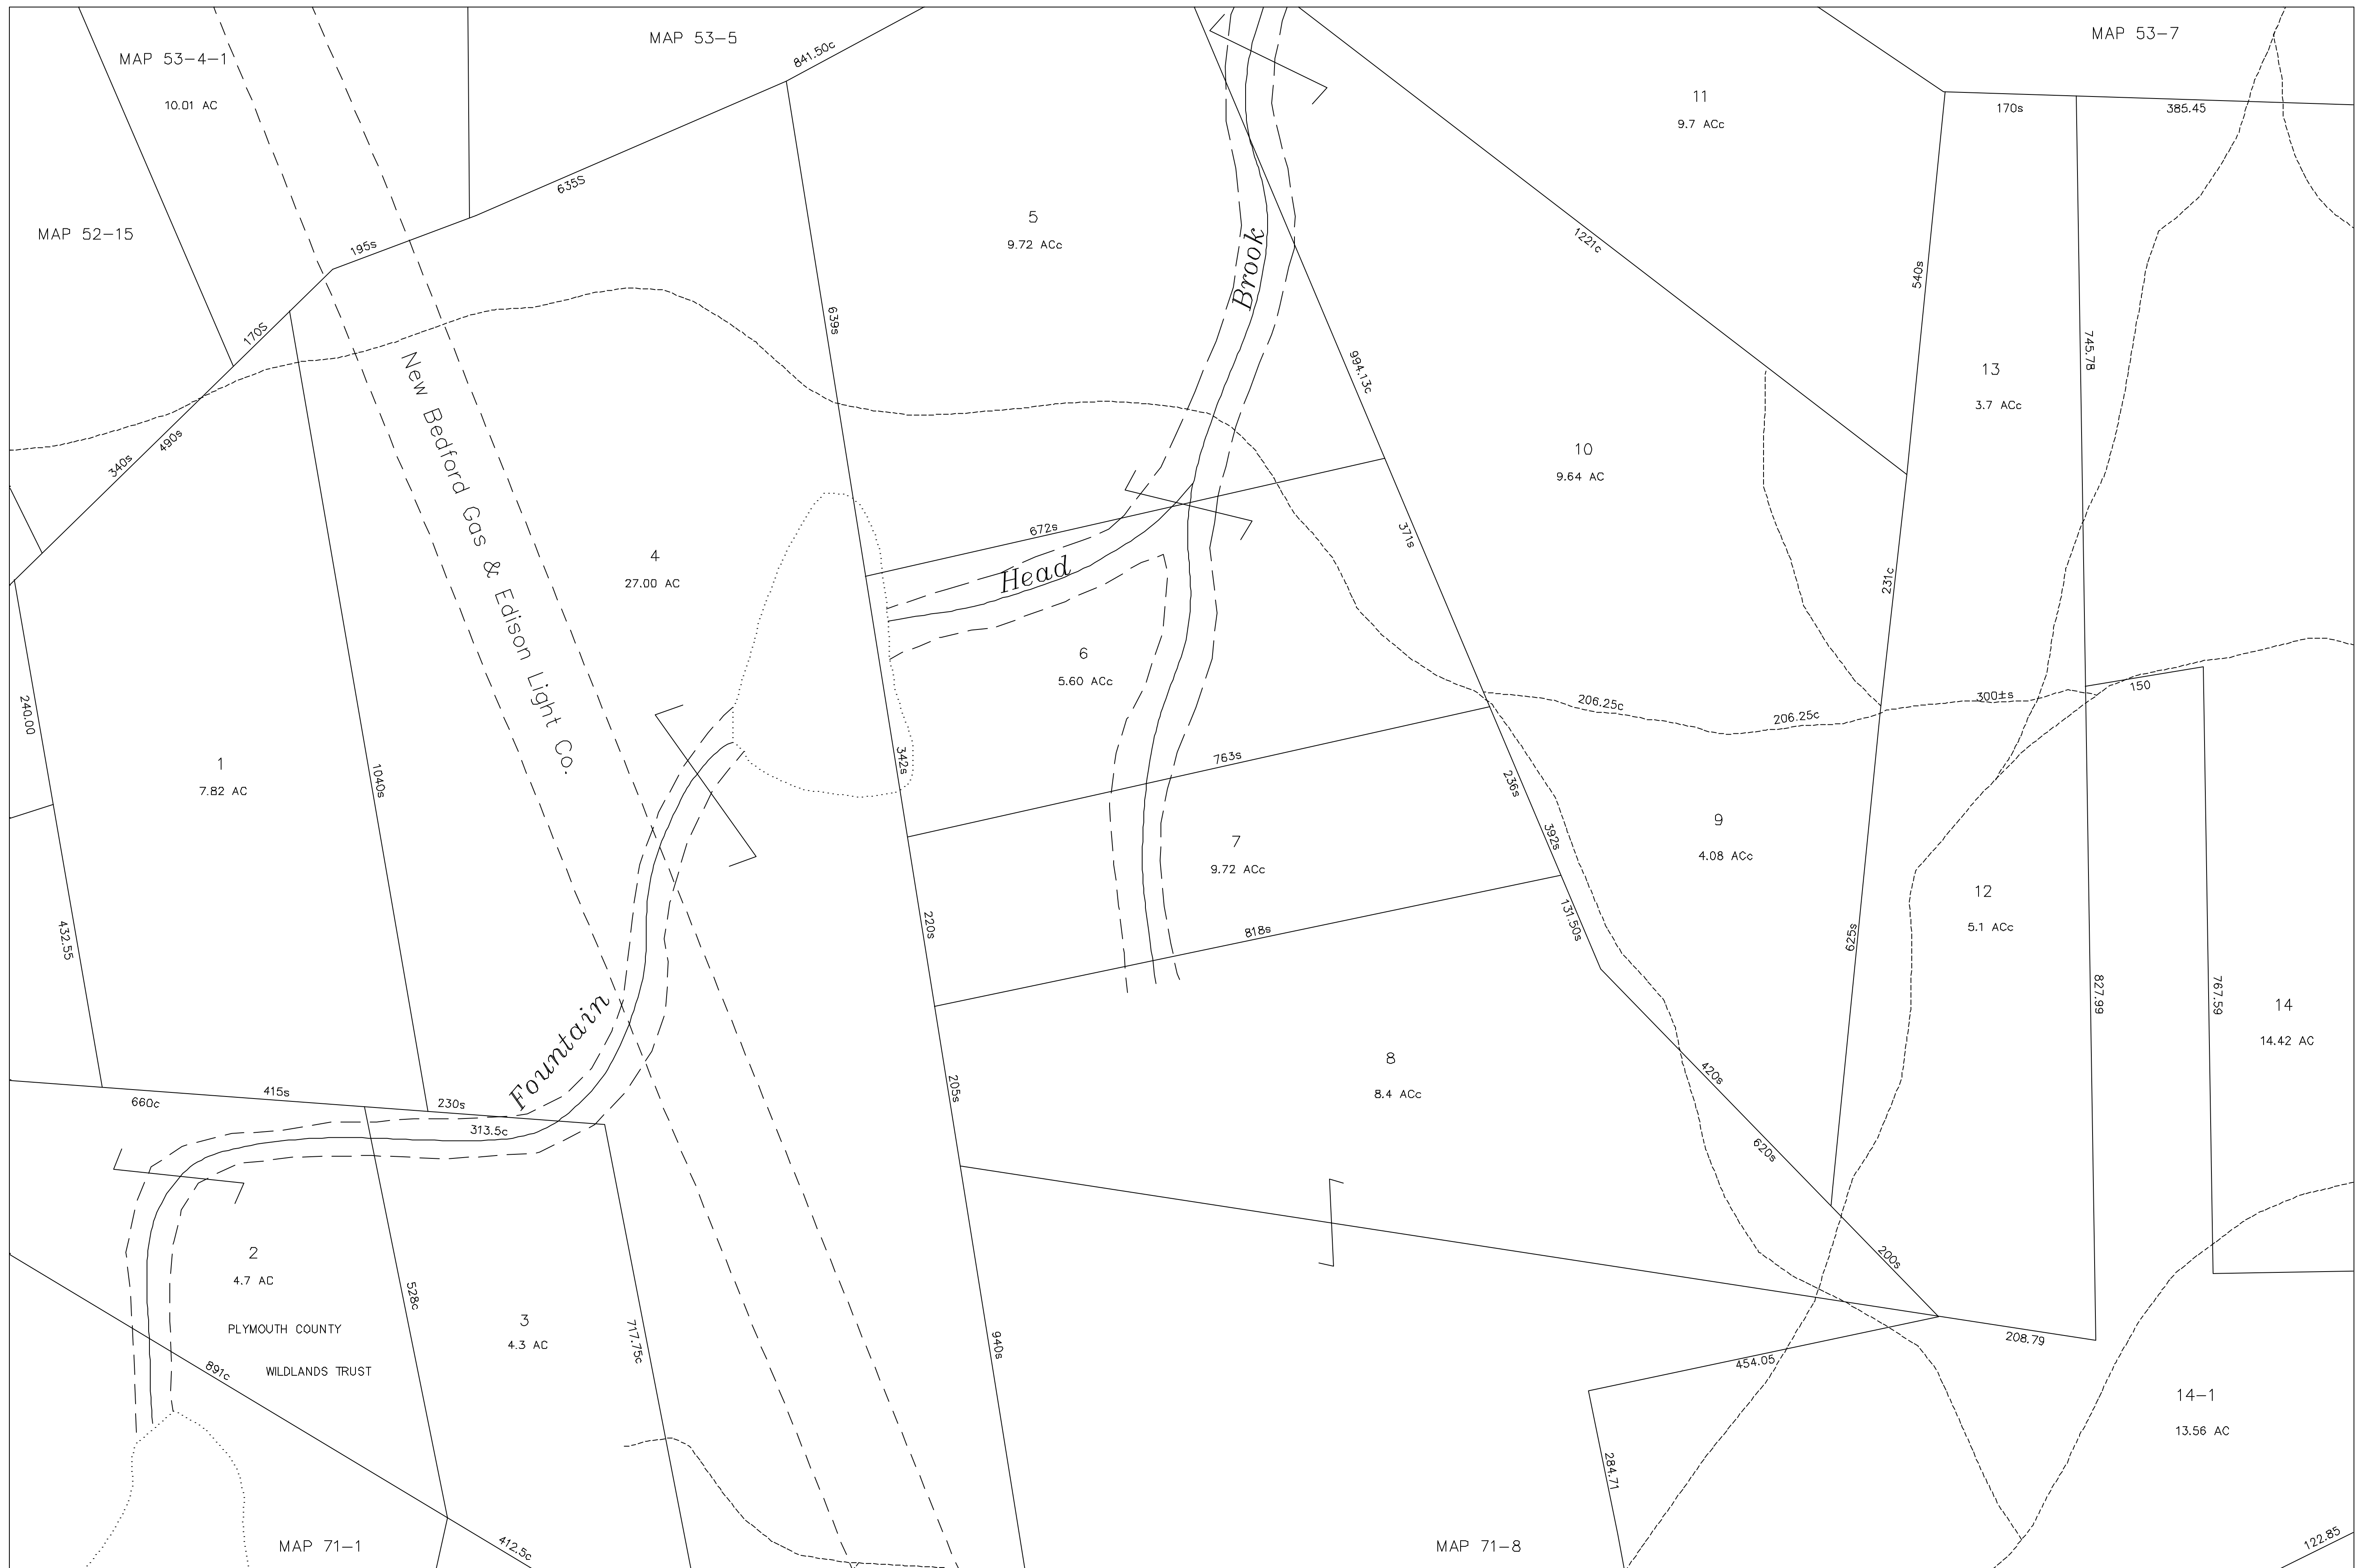 MAP 53-4-1
10.01 AC
MAP 53-5
841.50c
MAP 53-7
11
9.7 ACc
170s
385.45
635S
MAP 52-15
195s
5
9.72 ACc
Brook
1221c
540s
170S
639s
745.78
994.13c
13
3.7 ACc
New Bedford Gas & Edison Light Co.
340s
490s
10
9.64 AC
672s
371s
4
27.00 AC
Head
231c
6
5.60 ACc
240.00
206.25c
206.25c
300±s
150
1
7.82 AC
1040s
342s
763s
236s
392s
7
9.72 ACc
9
4.08 ACc
12
5.1 ACc
432.55
220s
818s
131.50s
625s
827.99
767.59
14
14.42 AC
Fountain
8
8.4 ACc
420s
660c
415s
230s
313.5c
205s
620s
200s
2
4.7 AC
PLYMOUTH COUNTY
WILDLANDS TRUST
528c
3
4.3 AC
717.75c
940s
208.79
454.05
891c
14-1
13.56 AC
284.71
MAP 71-1
412.5c
MAP 71-8
122.85